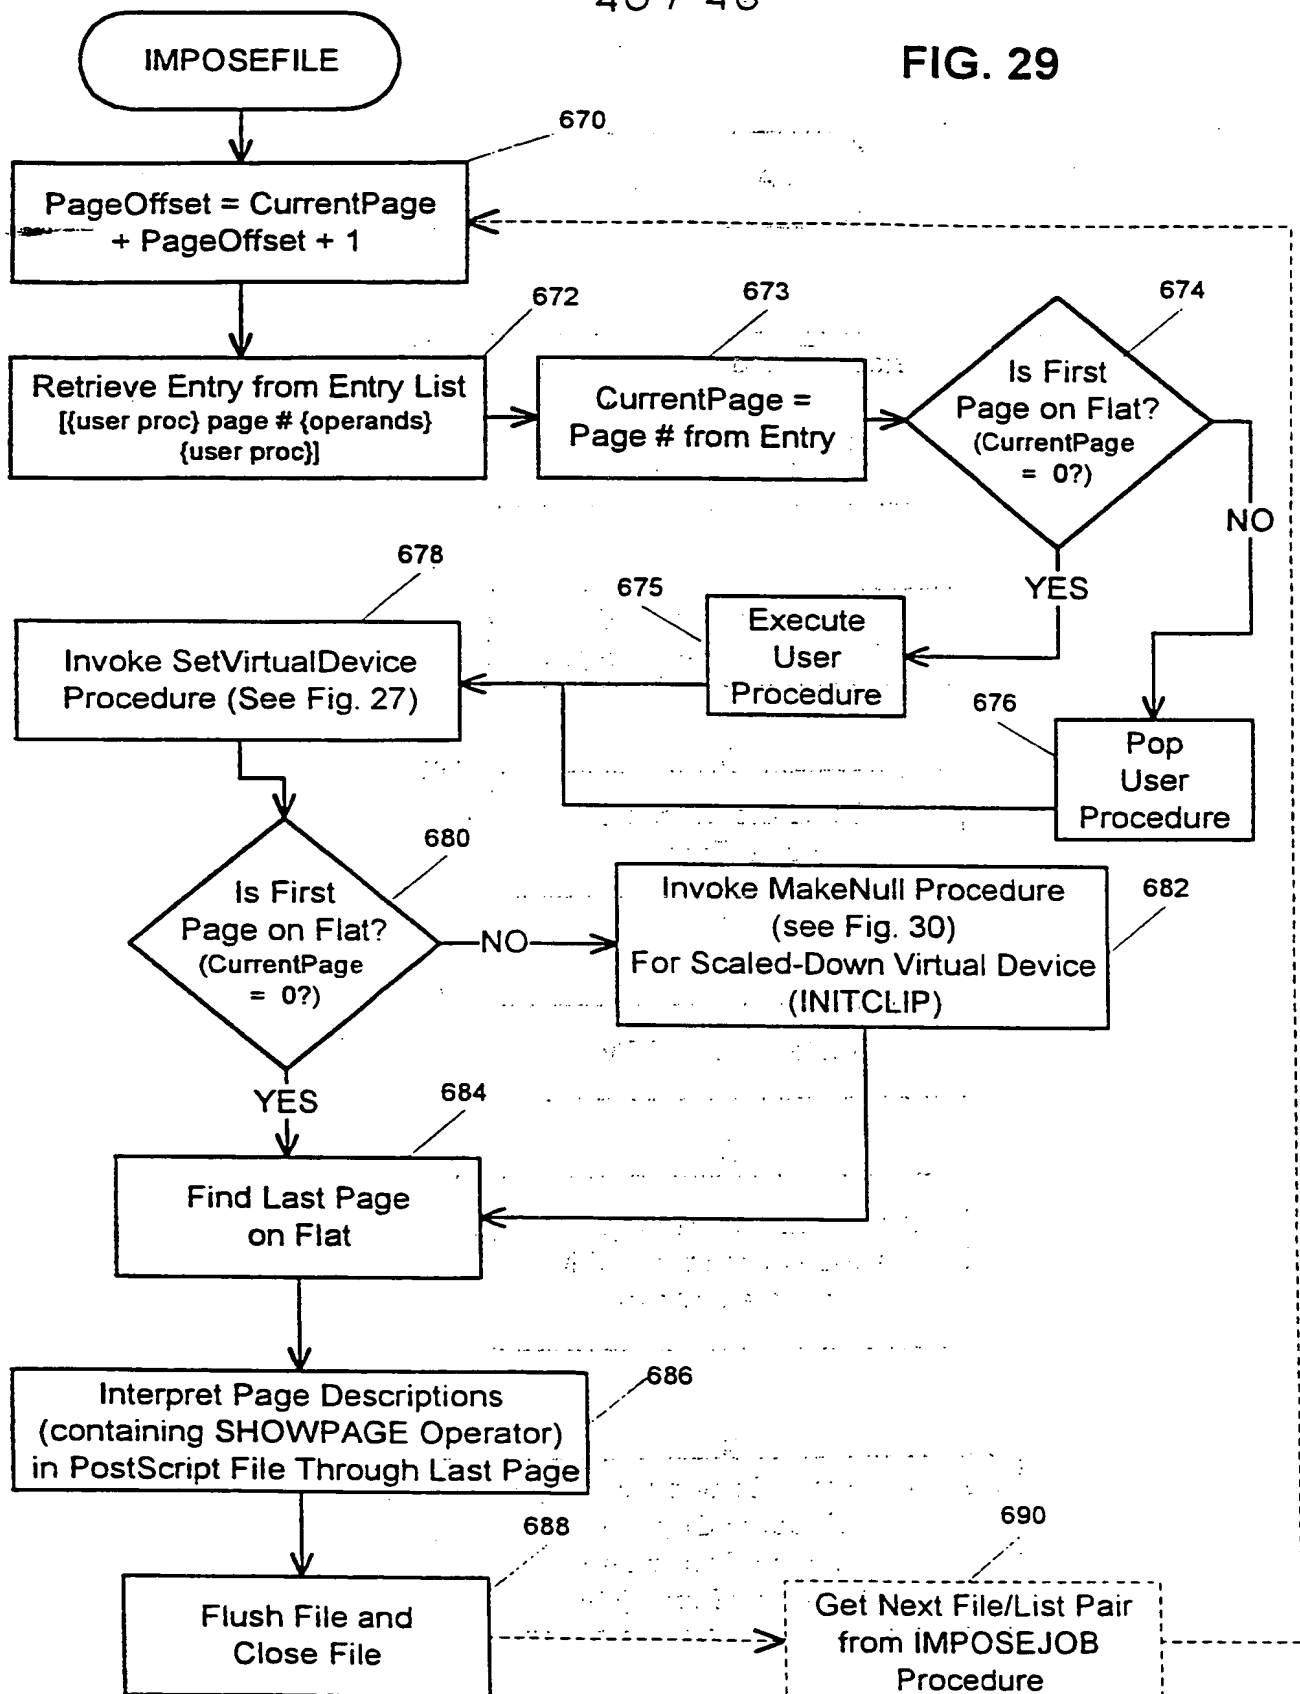 IMPOSEFILE
FIG. 29
670
PageOffset = CurrentPage
+ PageOffset + 1
672
673
674
Retrieve Entry from Entry List
[{user proc} page # {operands}
{user proc}]
CurrentPage =
Page # from Entry
Is First
Page on Flat?
(CurrentPage
= 0?)
NO
YES
678
675
Execute
User
Procedure
Invoke SetVirtualDevice
Procedure (See Fig. 27)
676
Pop
User
Procedure
680
Is First
Page on Flat?
(CurrentPage
= 0?)
NO
682
Invoke MakeNull Procedure
(see Fig. 30)
For Scaled-Down Virtual Device
(INITCLIP)
YES
684
Find Last Page
on Flat
686
Interpret Page Descriptions
(containing SHOWPAGE Operator)
in PostScript File Through Last Page
688
690
Flush File and
Close File
Get Next File/List Pair
from IMPOSEJOB
Procedure